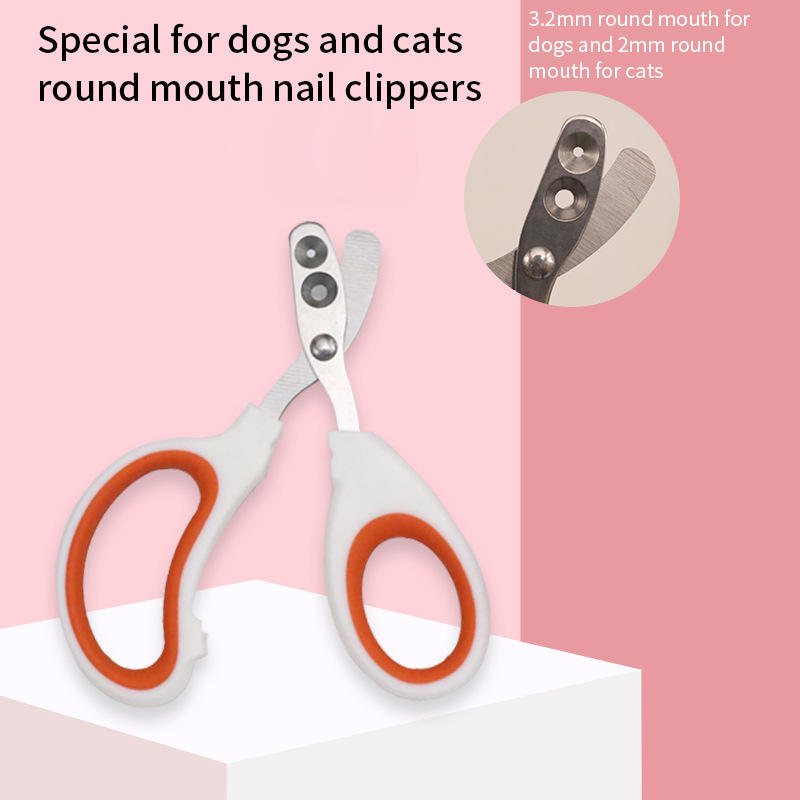 Special for dogs and cats
round mouth nail clippers
3.2mm round mouth for
dogs and 2mm round
mouth for cats